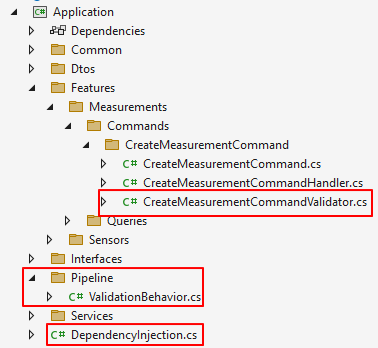 C# Application
Dependencies
Common
Dtos
Features
Measurements
Commands
CreateMeasurementCommand
C# CreateMeasurementCommand.cs
C# CreateMeasurementCommandHandler.cs
C# CreateMeasurementCommandValidator.cs
Queries
Sensors
Interfaces
Pipeline
C# ValidationBehavior.cs
Services
C# DependencyInjection.cs